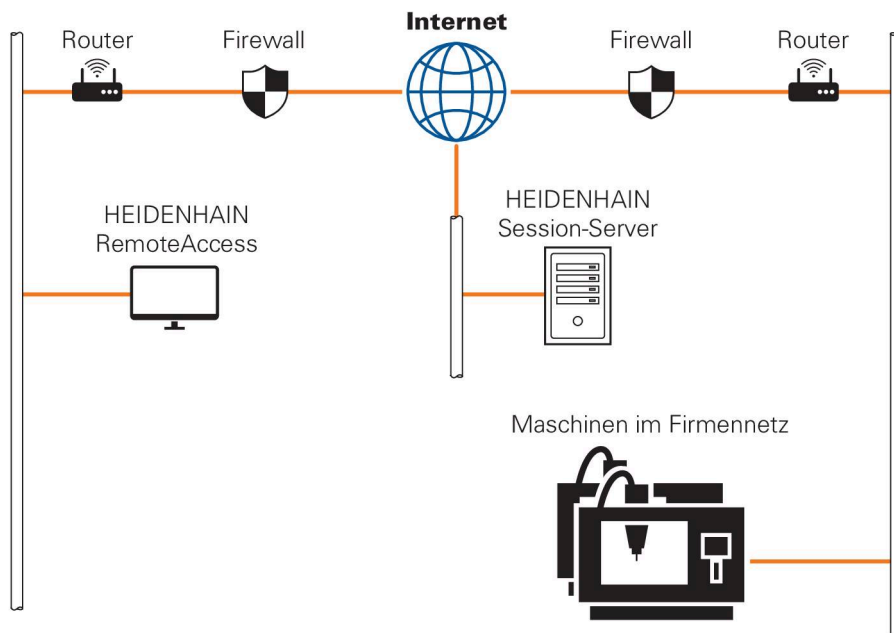 Internet
Router
Firewall
Firewall
Router
HEIDENHAIN
RemoteAccess
HEIDENHAIN
Session-Server
Maschinen im Firmennetz